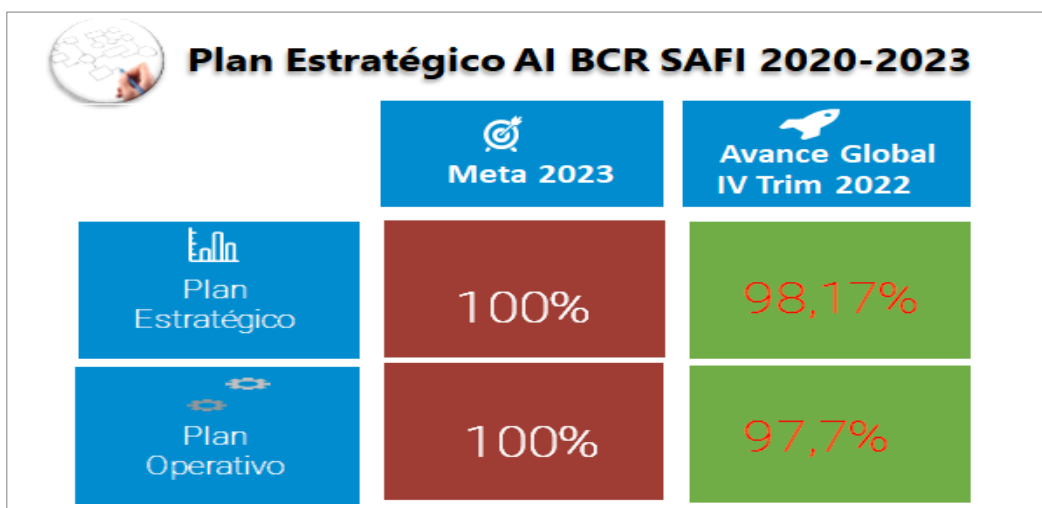 Plan Estratégico AI BCR SAFI 2020-2023
Meta 2023
Avance Global
IV Trim 2022
Plan
Estratégico
100%
98,17%
Plan
Operativo
100%
97,7%